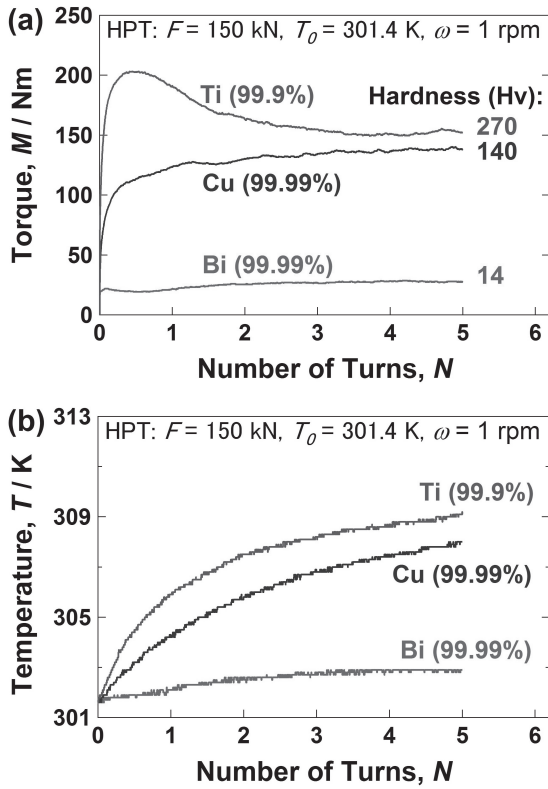 (a)
HPT: F = 150 kN, T0 = 301.4 K, ω = 1 rpm
250
200
150
100
50
0
Torque, M / Nm
Ti (99.9%)
Hardness (Hv):
270
140
Cu (99.99%)
Bi (99.99%)
14
0 1 2 3 4 5 6
Number of Turns, N
(b)
HPT: F = 150 kN, T0 = 301.4 K, ω = 1 rpm
313
309
305
301
Temperature, T / K
Ti (99.9%)
Cu (99.99%)
Bi (99.99%)
0 1 2 3 4 5 6
Number of Turns, N